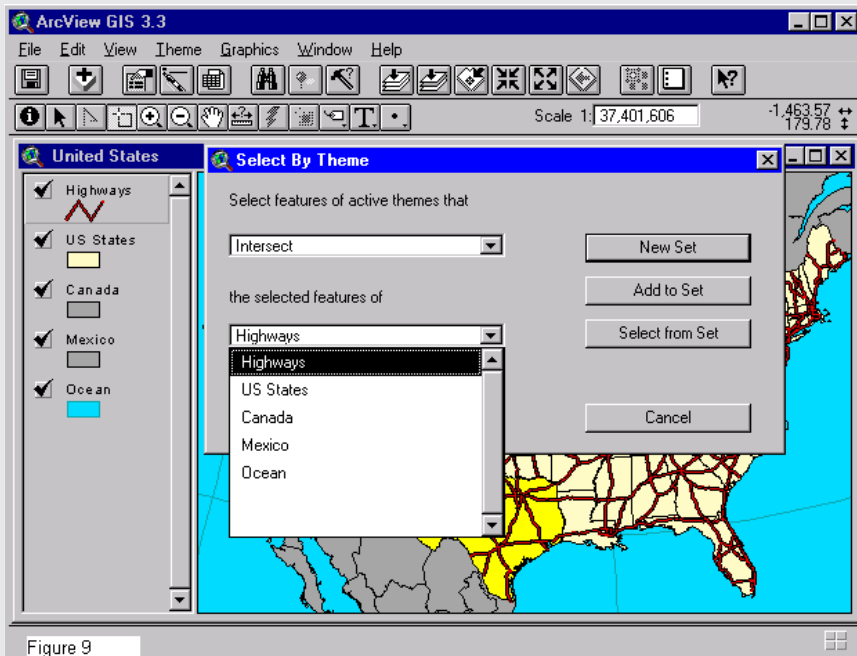 ArcView GIS 3.3
File Edit View Theme Graphics Window Help
Scale 1: 37,401,606
-1,463.57
179.78
United States
Select By Theme
Highways
US States
Canada
Mexico
Ocean
Select features of active themes that
Intersect
New Set
Add to Set
the selected features of
Select from Set
Highways
Highways
US States
Canada
Mexico
Ocean
Cancel
Figure 9